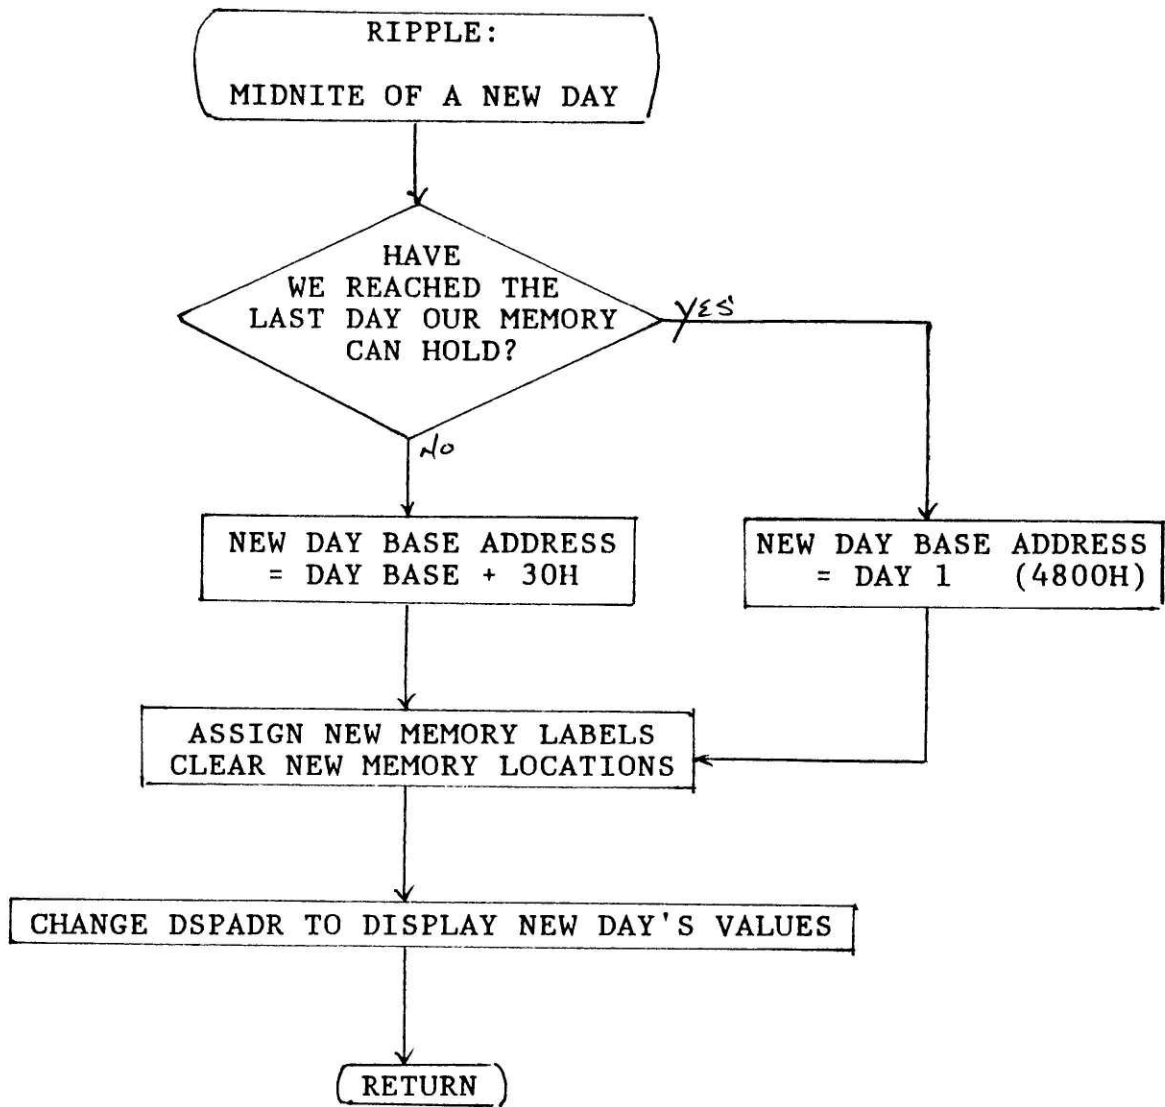 RIPPLE:
MIDNITE OF A NEW DAY
HAVE
WE REACHED THE
LAST DAY OUR MEMORY
CAN HOLD?
YES
NO
NEW DAY BASE ADDRESS
= DAY BASE + 30H
NEW DAY BASE ADDRESS
= DAY 1 (4800H)
ASSIGN NEW MEMORY LABELS
CLEAR NEW MEMORY LOCATIONS
CHANGE DSPADR TO DISPLAY NEW DAY'S VALUES
RETURN